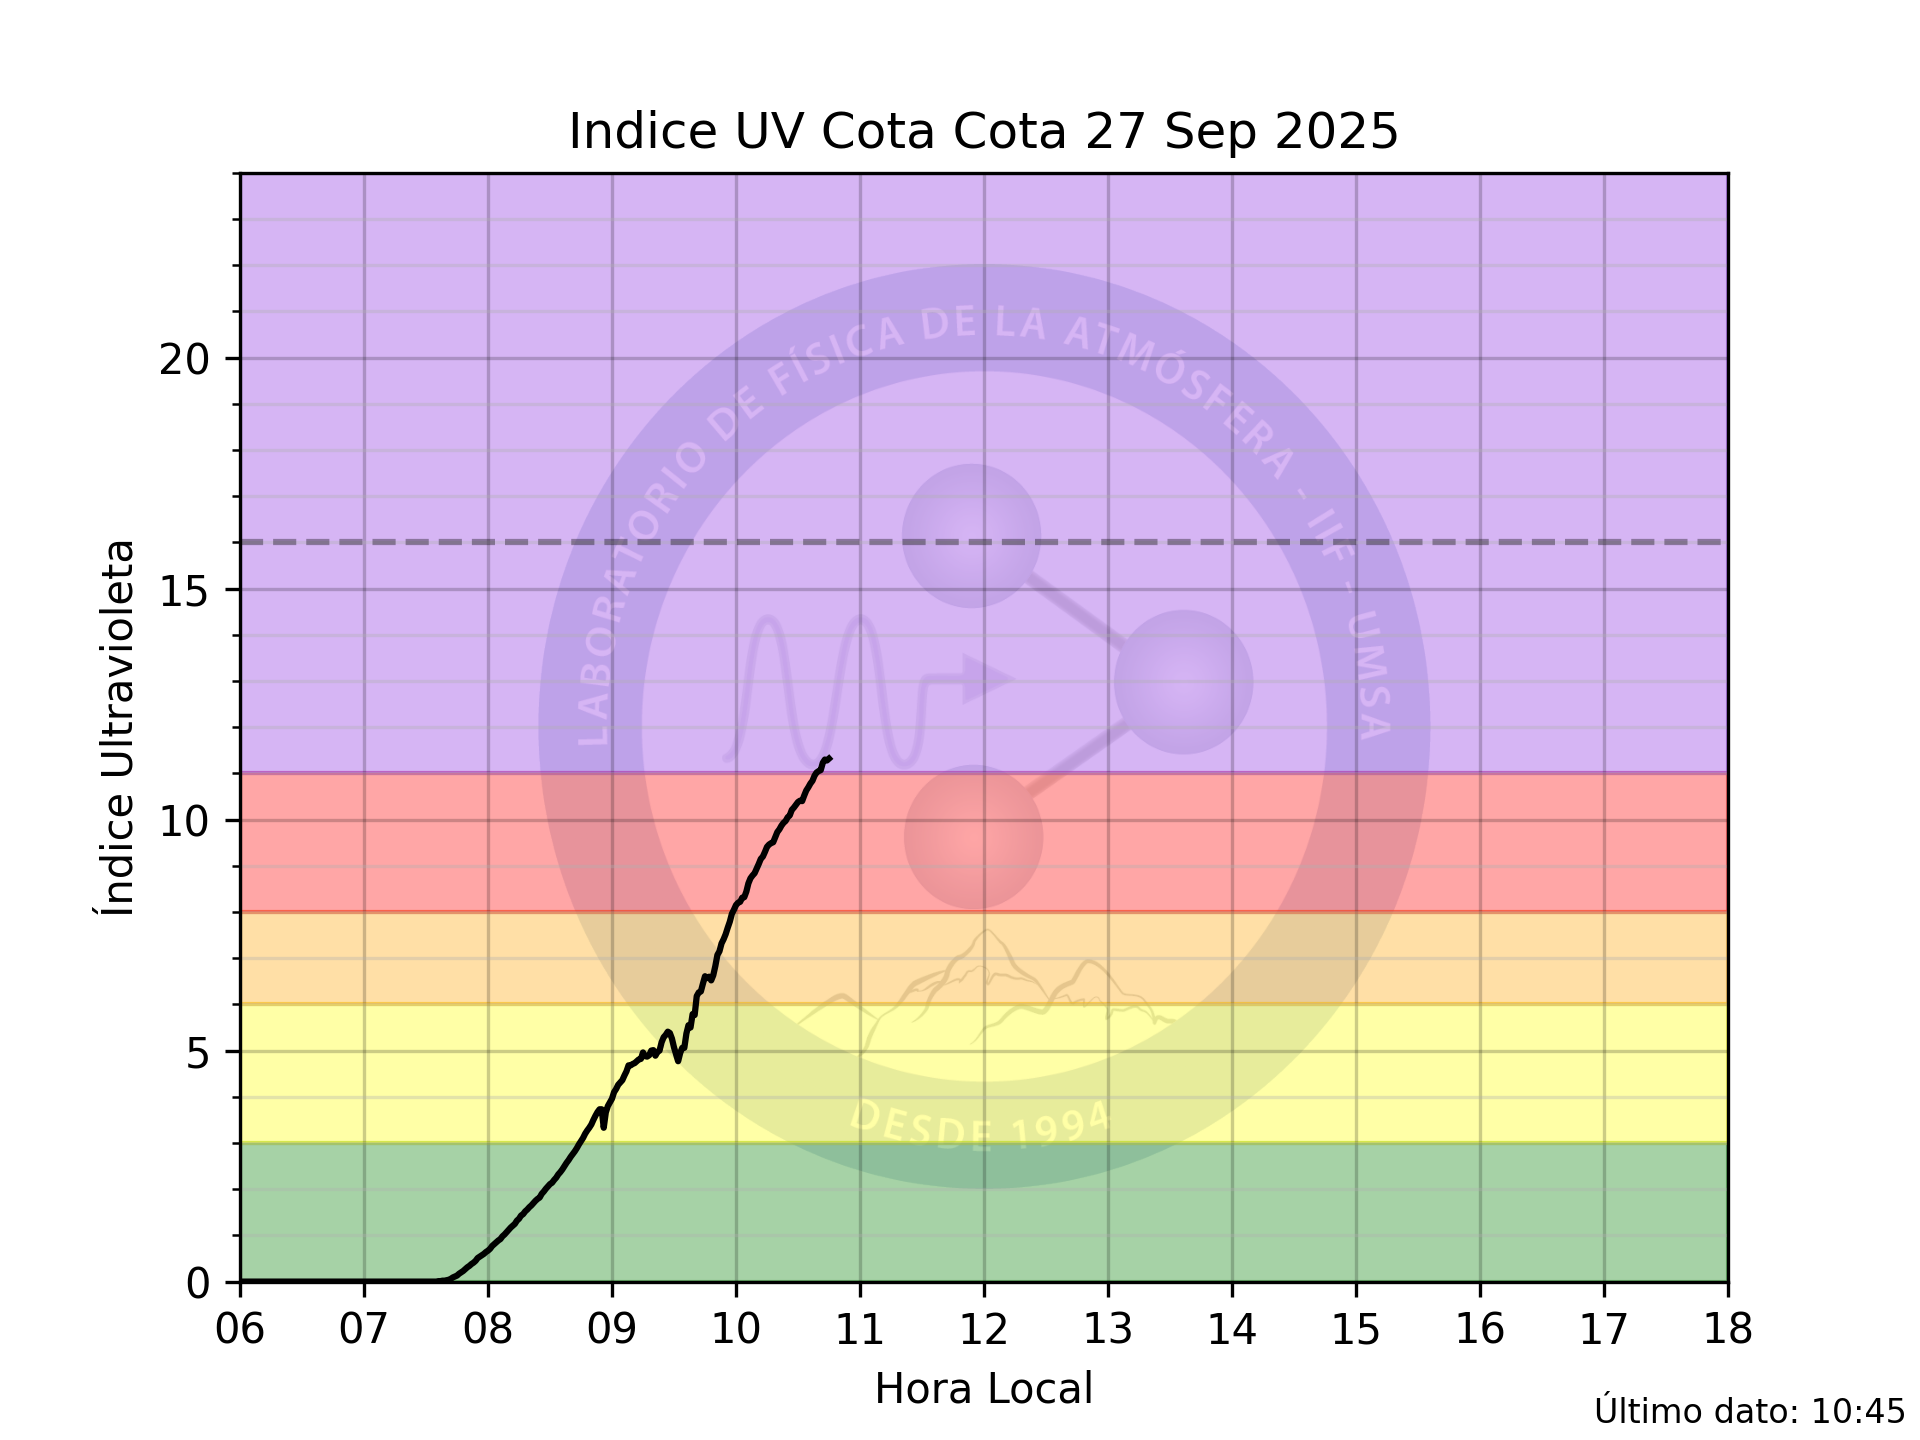 Indice UV Cota Cota 27 Sep 2025
LABORATORIO DE FÍSICA DE LA ATMÓSFERA - IIF - UMSA
DESDE 1994
Índice Ultravioleta
20
15
10
5
0
06 07 08 09 10 11 12 13 14 15 16 17 18
Hora Local
Último dato: 10:45